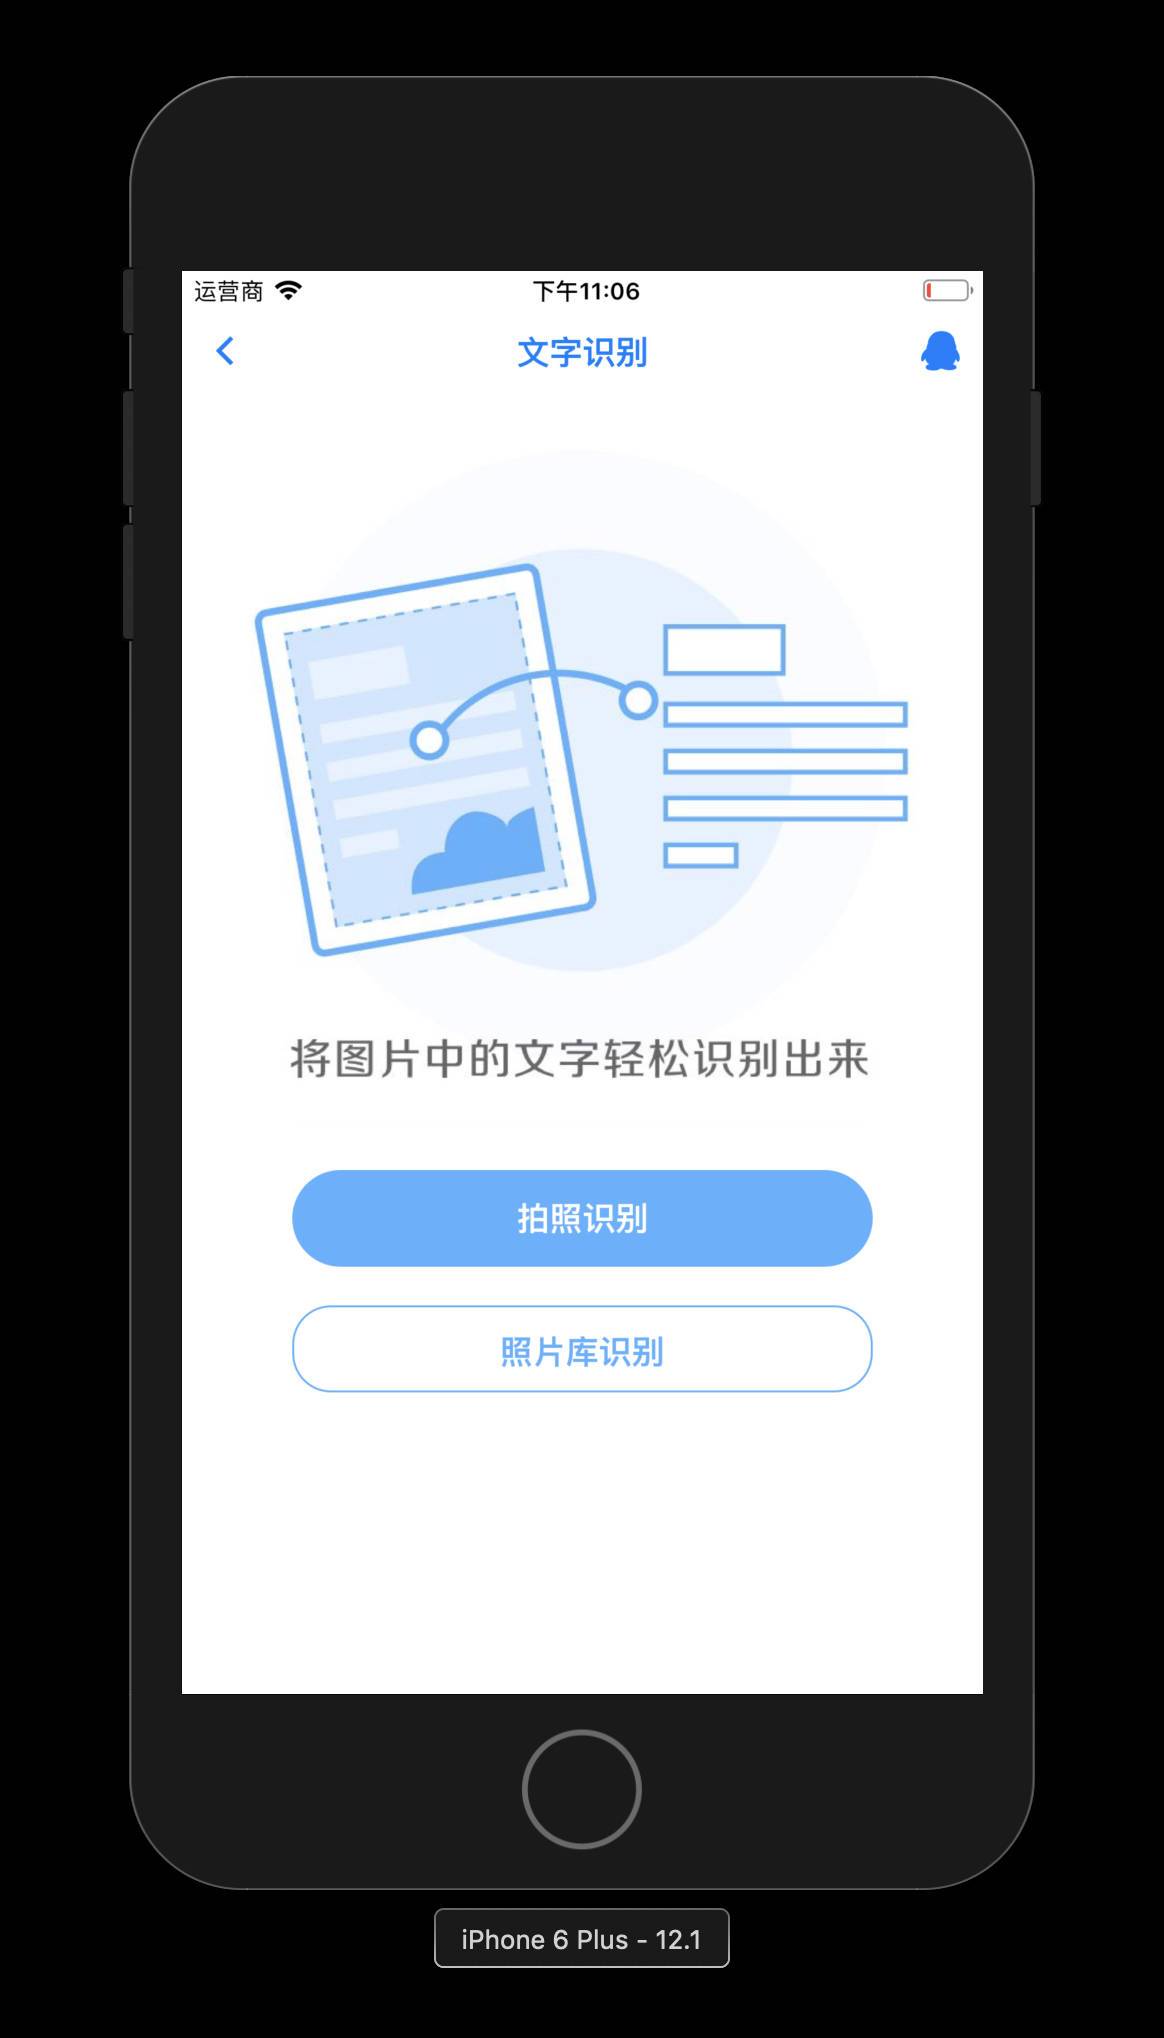 运营商 下午11:06
文字识别
将图片中的文字轻松识别出来
拍照识别
照片库识别
iPhone 6 Plus - 12.1